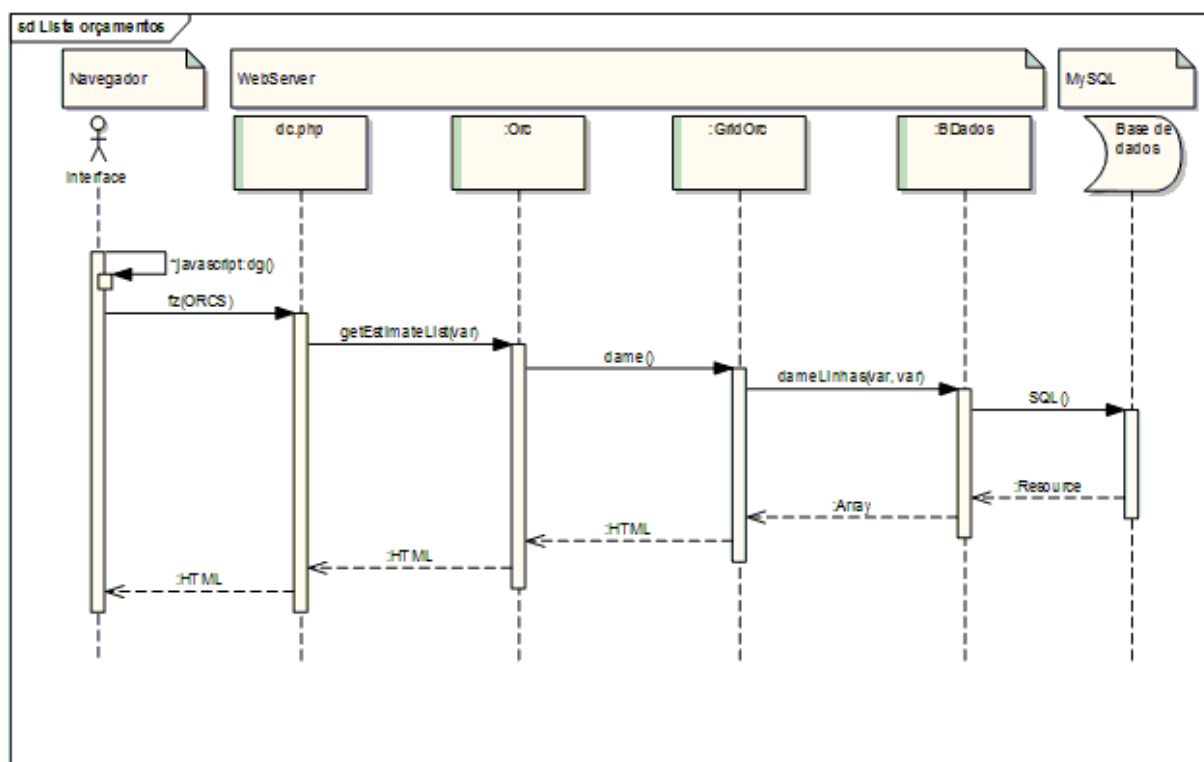 sd Lista orçamentos
Navegador
WebServer
MySQL
dc.php
:Orc
:GridOrc
:BDados
Base de
dados
Interface
~javascript:dg()
fz(ORCS)
getEstimateList(var)
dame()
dameLinhas(var, var)
SQL()
:Resource
:Array
:HTML
:HTML
:HTML